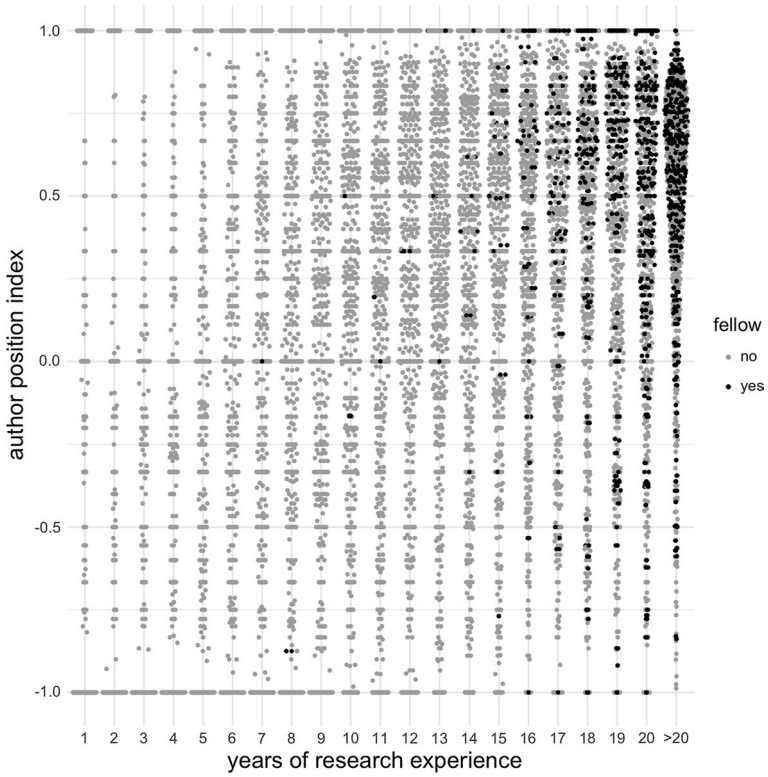 1.0
0.5
0.0
-0.5
-1.0
author position index
1 2 3 4 5 6 7 8 9 10 11 12 13 14 15 16 17 18 19 20 >20
years of research experience
fellow
no
yes